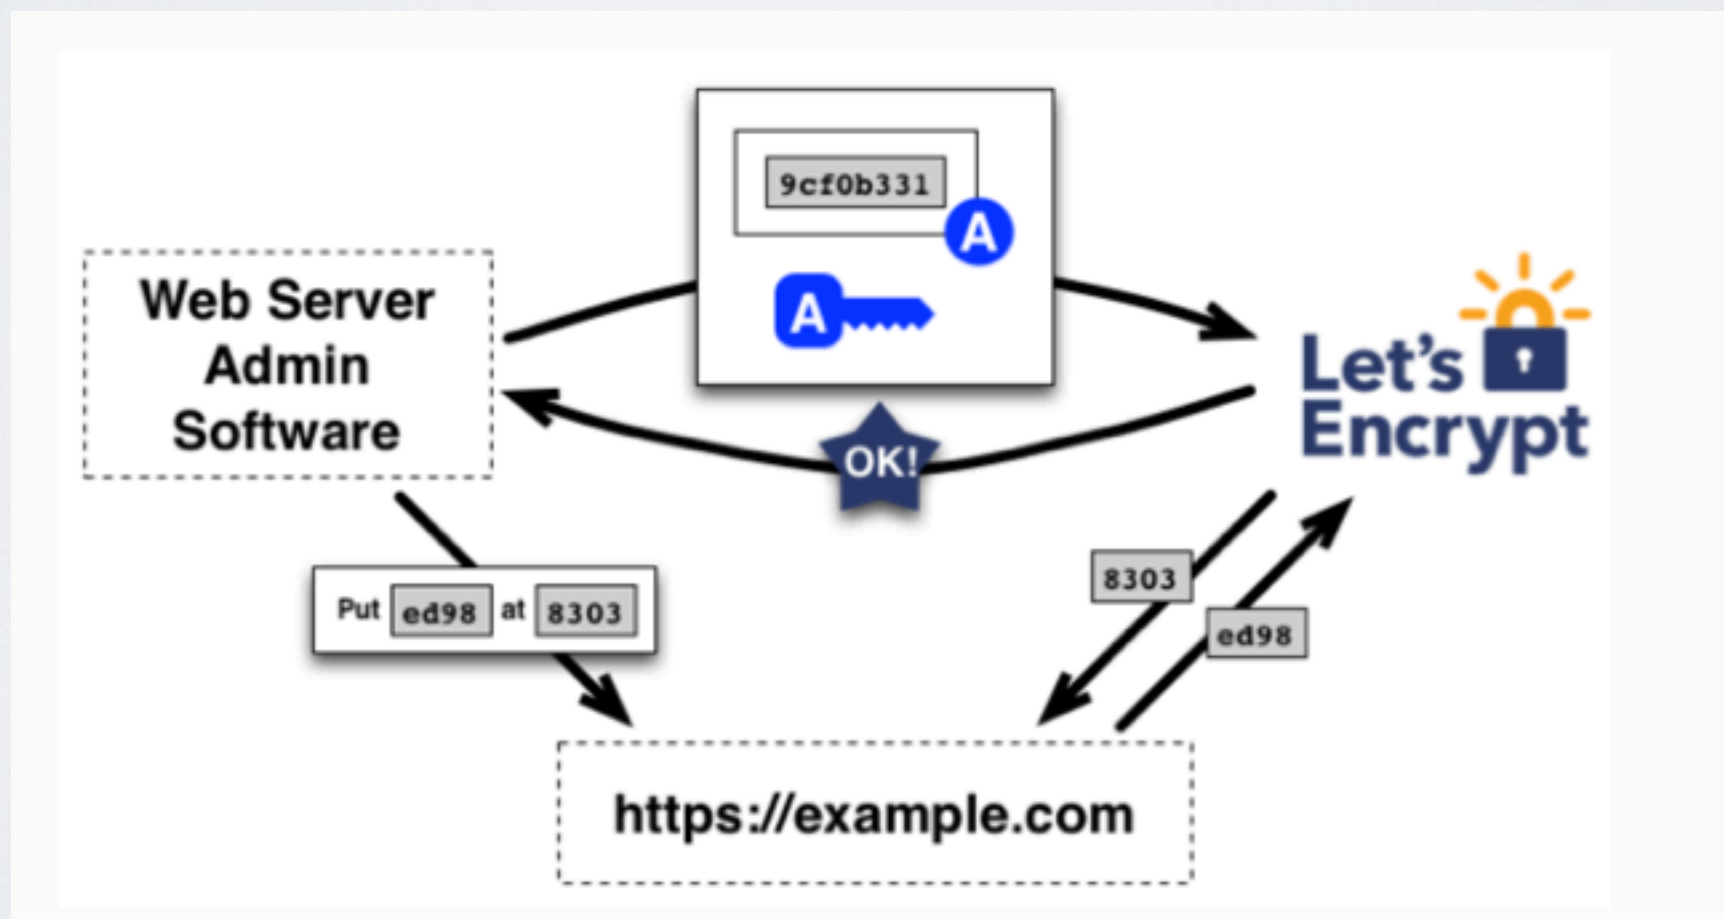 9cf0b331
A
A
Web Server
Admin
Software
Let's
Encrypt
OK!
Put ed98 at 8303
8303
ed98
https://example.com